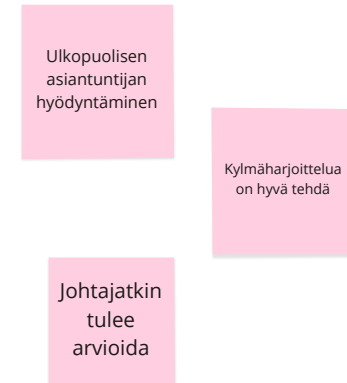 Ulkopuolisen
asiantuntijan
hyödyntäminen
Kylmäharjoittelua
on hyvä tehdä
Johtajatkin
tulee
arvioida